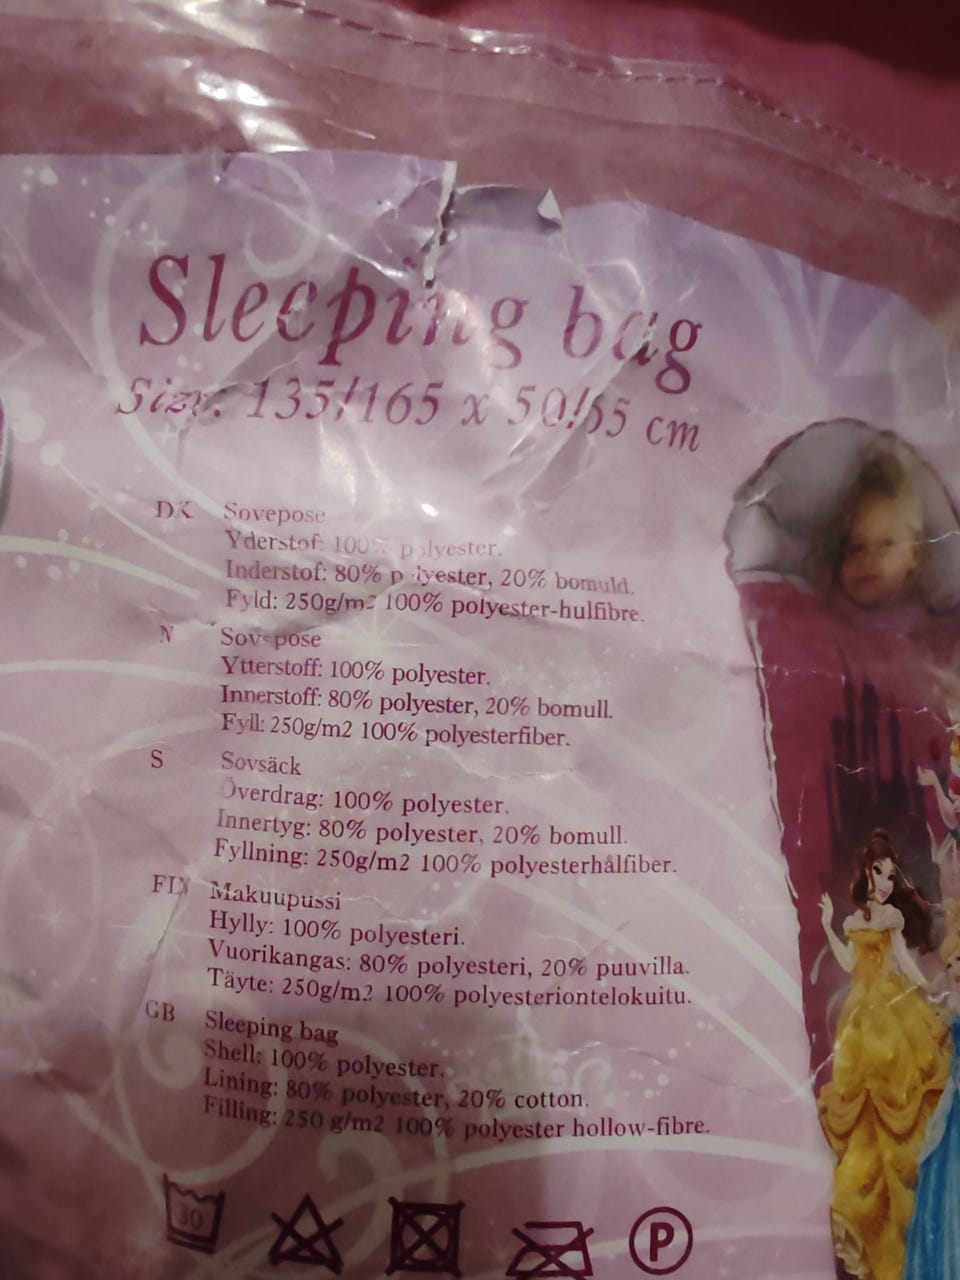 Sleeping bag
Size: 135/165 x 50/65 cm
DK Sovepose
Yderstof: 100% polyester.
Inderstof: 80% polyester, 20% bomuld.
Fyld: 250g/m2 100% polyester-hulfibre.
N Sovepose
Ytterstoff: 100% polyester.
Innerstoff: 80% polyester, 20% bomull.
Fyll: 250g/m2 100% polyesterfiber.
S Sovsäck
Överdrag: 100% polyester.
Innertyg: 80% polyester, 20% bomull.
Fyllning: 250g/m2 100% polyesterhålfiber.
FIN Makuupussi
Hylly: 100% polyesteri.
Vuorikangas: 80% polyesteri, 20% puuvilla.
Täyte: 250g/m2 100% polyesteriontelokuitu.
GB Sleeping bag
Shell: 100% polyester.
Lining: 80% polyester, 20% cotton.
Filling: 250 g/m2 100% polyester hollow-fibre.
30 P